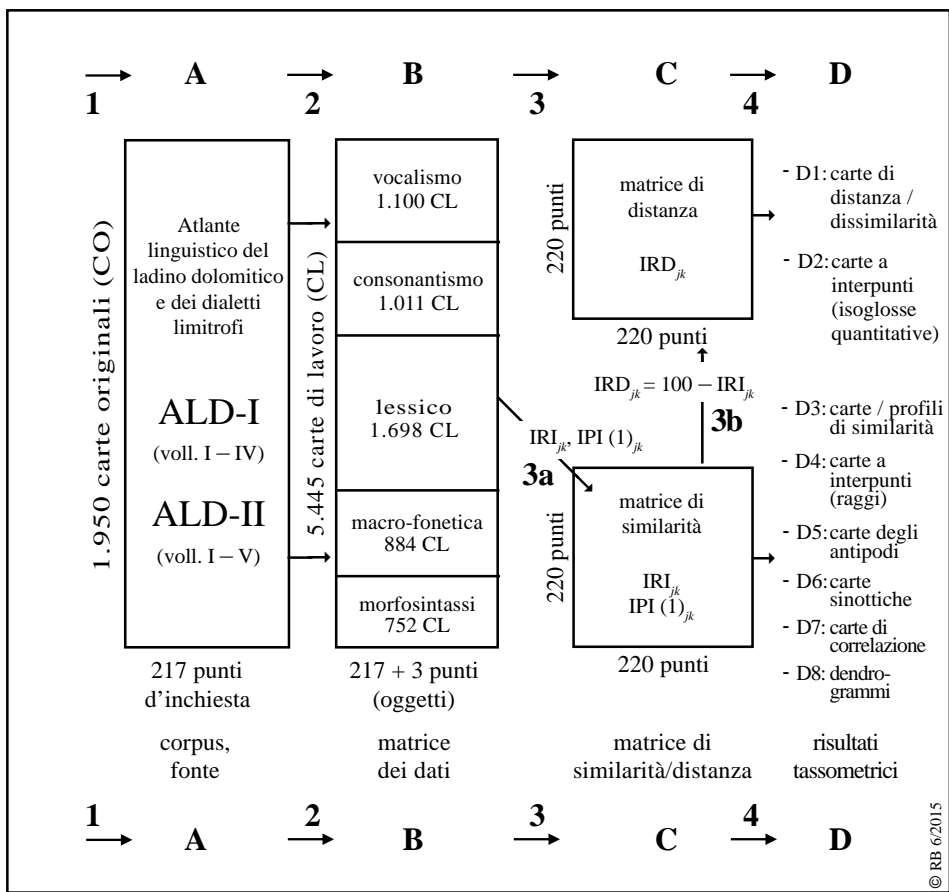 A B C D
1 2 3 4
1.950 carte originali (CO)
Atlante
linguistico del
ladino dolomitico
e dei dialetti
limitrofi
ALD-I
(voll. I – IV)
ALD-II
(voll. I – V)
217 punti
d’inchiesta
corpus,
fonte
5.445 carte di lavoro (CL)
vocalismo
1.100 CL
consonantismo
1.011 CL
lessico
1.698 CL
macro-fonetica
884 CL
morfosintassi
752 CL
217 + 3 punti
(oggetti)
matrice
dei dati
220 punti
matrice di
distanza
IRDjk
220 punti
IRDjk = 100 – IRIjk
3b
IRIjk, IPI (1)jk
3a
220 punti
matrice di
similarità
IRIjk
IPI (1)jk
220 punti
matrice di
similarità/distanza
- D1: carte di
distanza /
dissimilarità
- D2: carte a
interpunti
(isoglosse
quantitative)
- D3: carte / profili
di similarità
- D4: carte a
interpunti
(raggi)
- D5: carte degli
antipodi
- D6: carte
sinottiche
- D7: carte di
correlazione
- D8: dendro-
grammi
risultati
tassometrici
1 2 3 4
A B C D
© RB 6/2015